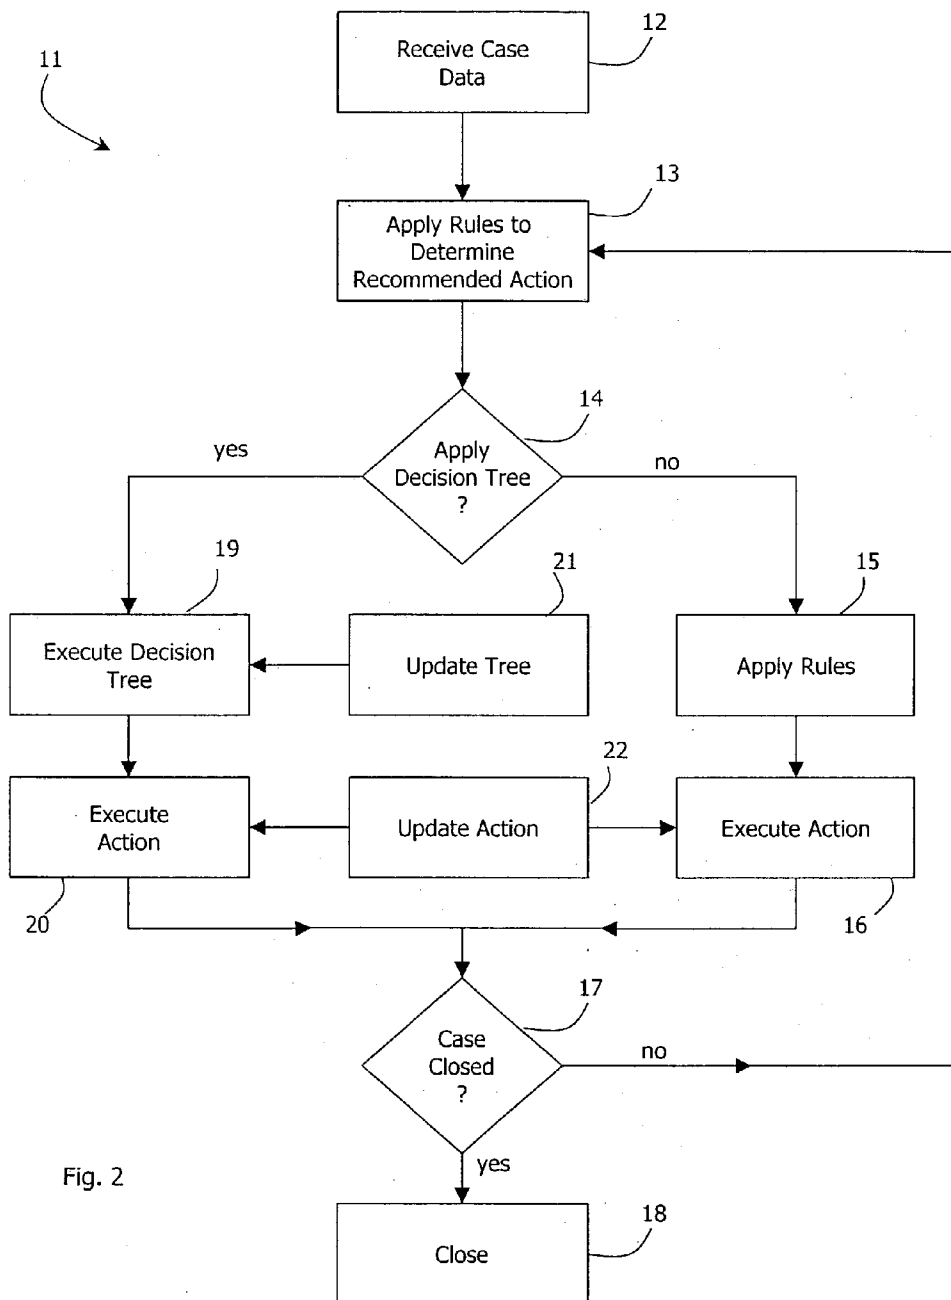 12
Receive Case
Data
11
13
Apply Rules to
Determine
Recommended Action
14
yes
Apply
Decision Tree
?
no
19
21
15
Execute Decision
Tree
Update Tree
Apply Rules
22
Execute
Action
Update Action
Execute Action
20
16
17
Case
Closed
?
no
yes
Fig. 2
18
Close